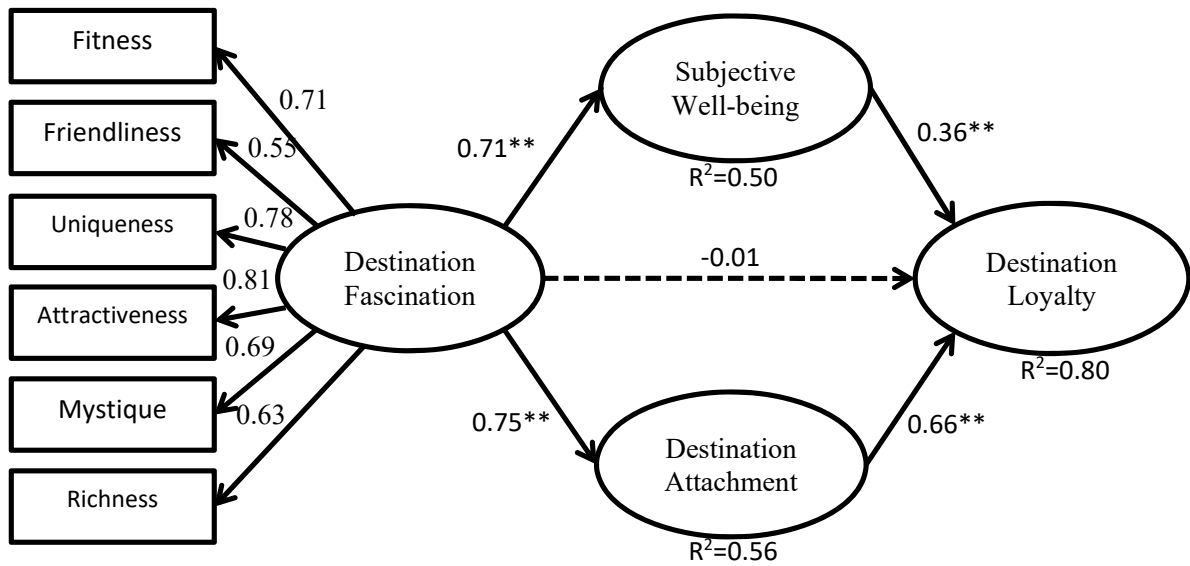 Fitness
0.71
Friendliness
0.55
Uniqueness
0.78
0.81
Attractiveness
0.69
Mystique
0.63
Richness
Destination
Fascination
0.71**
-0.01
0.75**
Subjective
Well-being
R²=0.50
Destination
Attachment
R²=0.56
0.36**
0.66**
Destination
Loyalty
R²=0.80